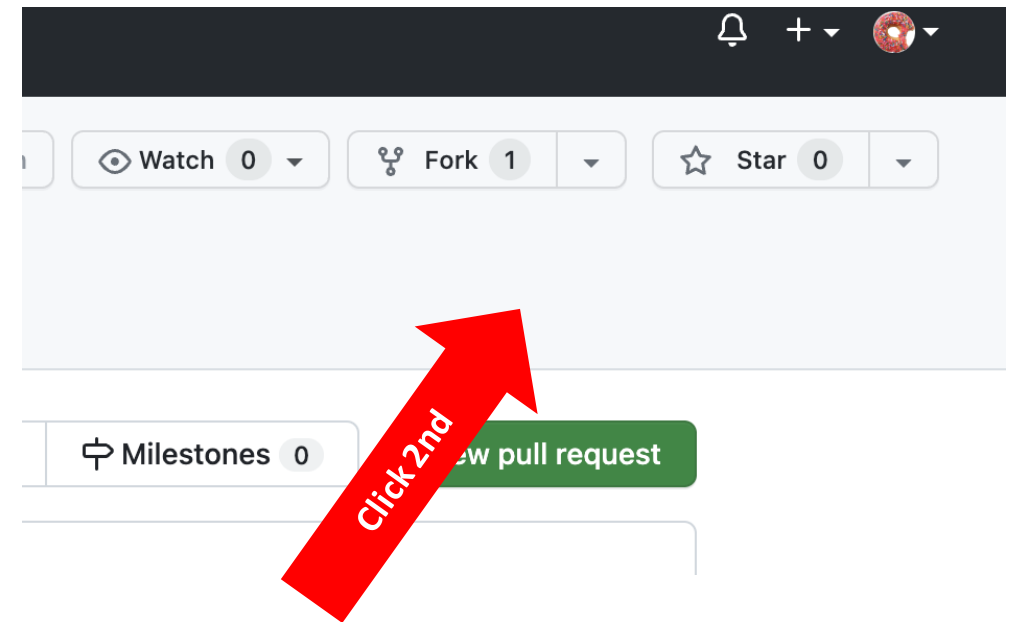 Watch 0
Fork 1
Star 0
Milestones 0
ew pull request
Click 2nd